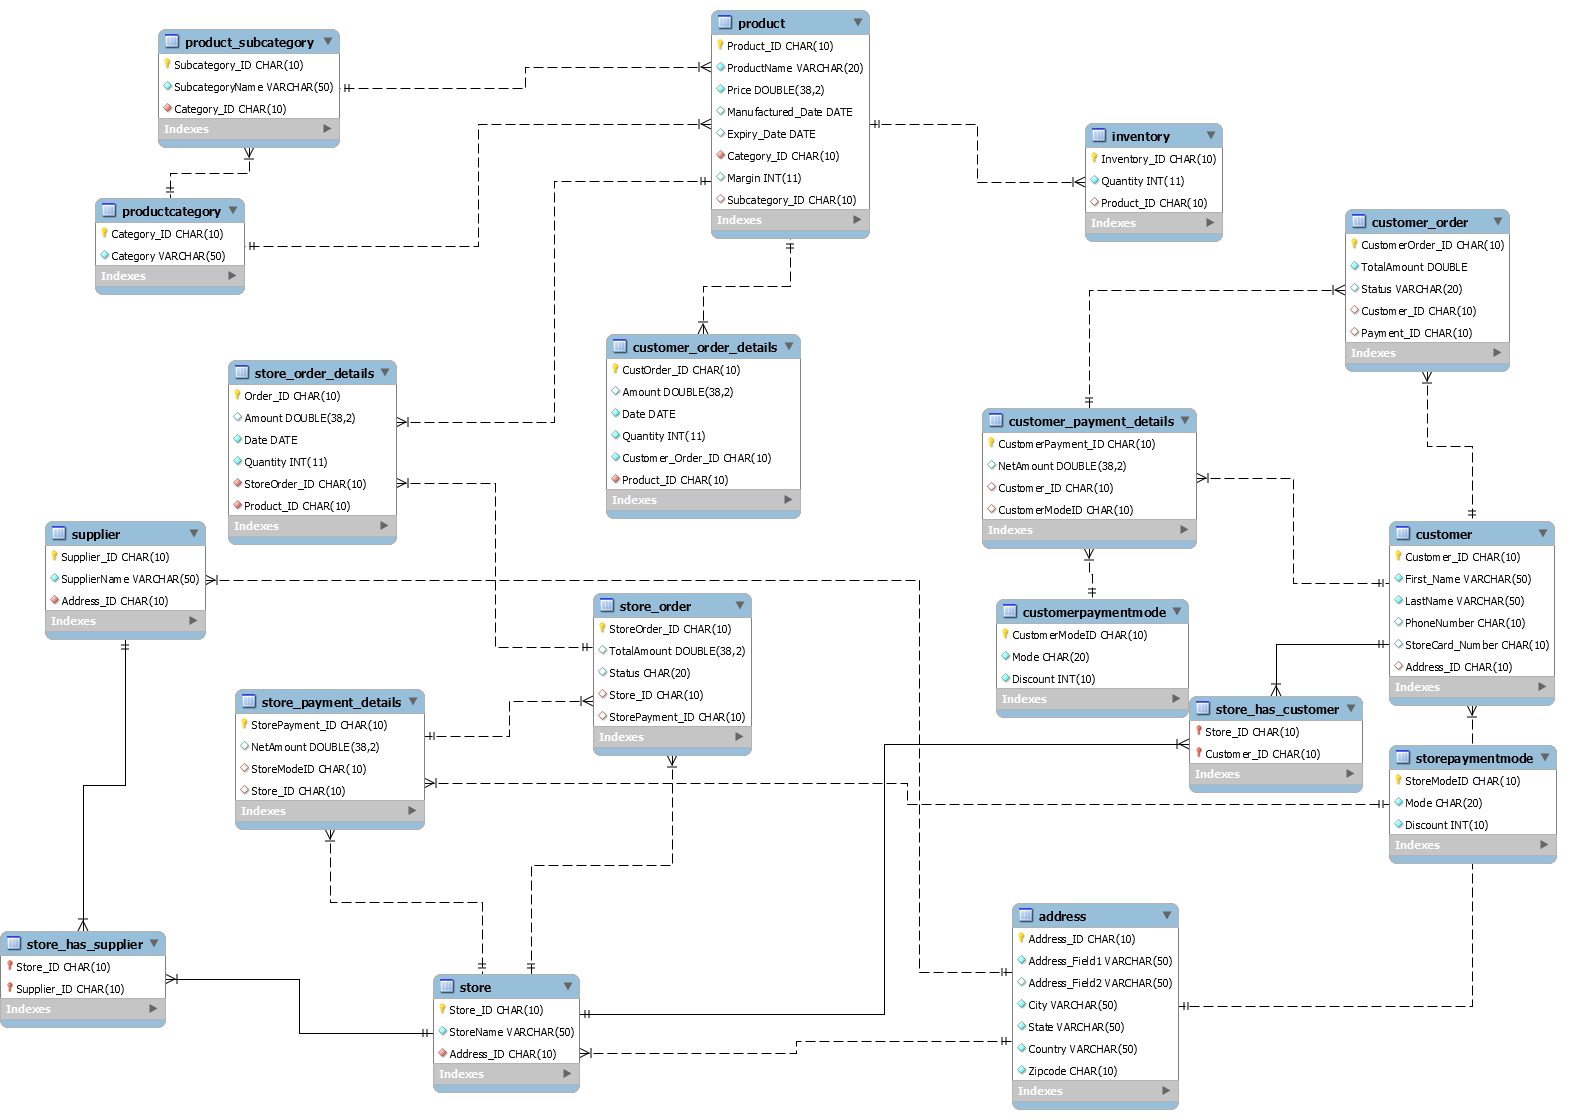 product
Product_ID CHAR(10)
ProductName VARCHAR(20)
Price DOUBLE(38,2)
Manufactured_Date DATE
Expiry_Date DATE
Category_ID CHAR(10)
Margin INT(11)
Subcategory_ID CHAR(10)
Indexes
product_subcategory
Subcategory_ID CHAR(10)
SubcategoryName VARCHAR(50)
Category_ID CHAR(10)
Indexes
inventory
Inventory_ID CHAR(10)
Quantity INT(11)
Product_ID CHAR(10)
Indexes
productcategory
Category_ID CHAR(10)
Category VARCHAR(50)
Indexes
customer_order
CustomerOrder_ID CHAR(10)
TotalAmount DOUBLE
Status VARCHAR(20)
Customer_ID CHAR(10)
Payment_ID CHAR(10)
Indexes
customer_order_details
CustOrder_ID CHAR(10)
Amount DOUBLE(38,2)
Date DATE
Quantity INT(11)
Customer_Order_ID CHAR(10)
Product_ID CHAR(10)
Indexes
store_order_details
Order_ID CHAR(10)
Amount DOUBLE(38,2)
Date DATE
Quantity INT(11)
StoreOrder_ID CHAR(10)
Product_ID CHAR(10)
Indexes
customer_payment_details
CustomerPayment_ID CHAR(10)
NetAmount DOUBLE(38,2)
Customer_ID CHAR(10)
CustomerModeID CHAR(10)
Indexes
supplier
Supplier_ID CHAR(10)
SupplierName VARCHAR(50)
Address_ID CHAR(10)
Indexes
customer
Customer_ID CHAR(10)
First_Name VARCHAR(50)
LastName VARCHAR(50)
PhoneNumber CHAR(10)
StoreCard_Number CHAR(10)
Address_ID CHAR(10)
Indexes
store_order
StoreOrder_ID CHAR(10)
TotalAmount DOUBLE(38,2)
Status CHAR(20)
Store_ID CHAR(10)
StorePayment_ID CHAR(10)
Indexes
customerpaymentmode
CustomerModeID CHAR(10)
Mode CHAR(20)
Discount INT(10)
Indexes
store_payment_details
StorePayment_ID CHAR(10)
NetAmount DOUBLE(38,2)
StoreModeID CHAR(10)
Store_ID CHAR(10)
Indexes
store_has_customer
Store_ID CHAR(10)
Customer_ID CHAR(10)
Indexes
storepaymentmode
StoreModeID CHAR(10)
Mode CHAR(20)
Discount INT(10)
Indexes
address
Address_ID CHAR(10)
Address_Field1 VARCHAR(50)
Address_Field2 VARCHAR(50)
City VARCHAR(50)
State VARCHAR(50)
Country VARCHAR(50)
Zipcode CHAR(10)
Indexes
store_has_supplier
Store_ID CHAR(10)
Supplier_ID CHAR(10)
Indexes
store
Store_ID CHAR(10)
StoreName VARCHAR(50)
Address_ID CHAR(10)
Indexes